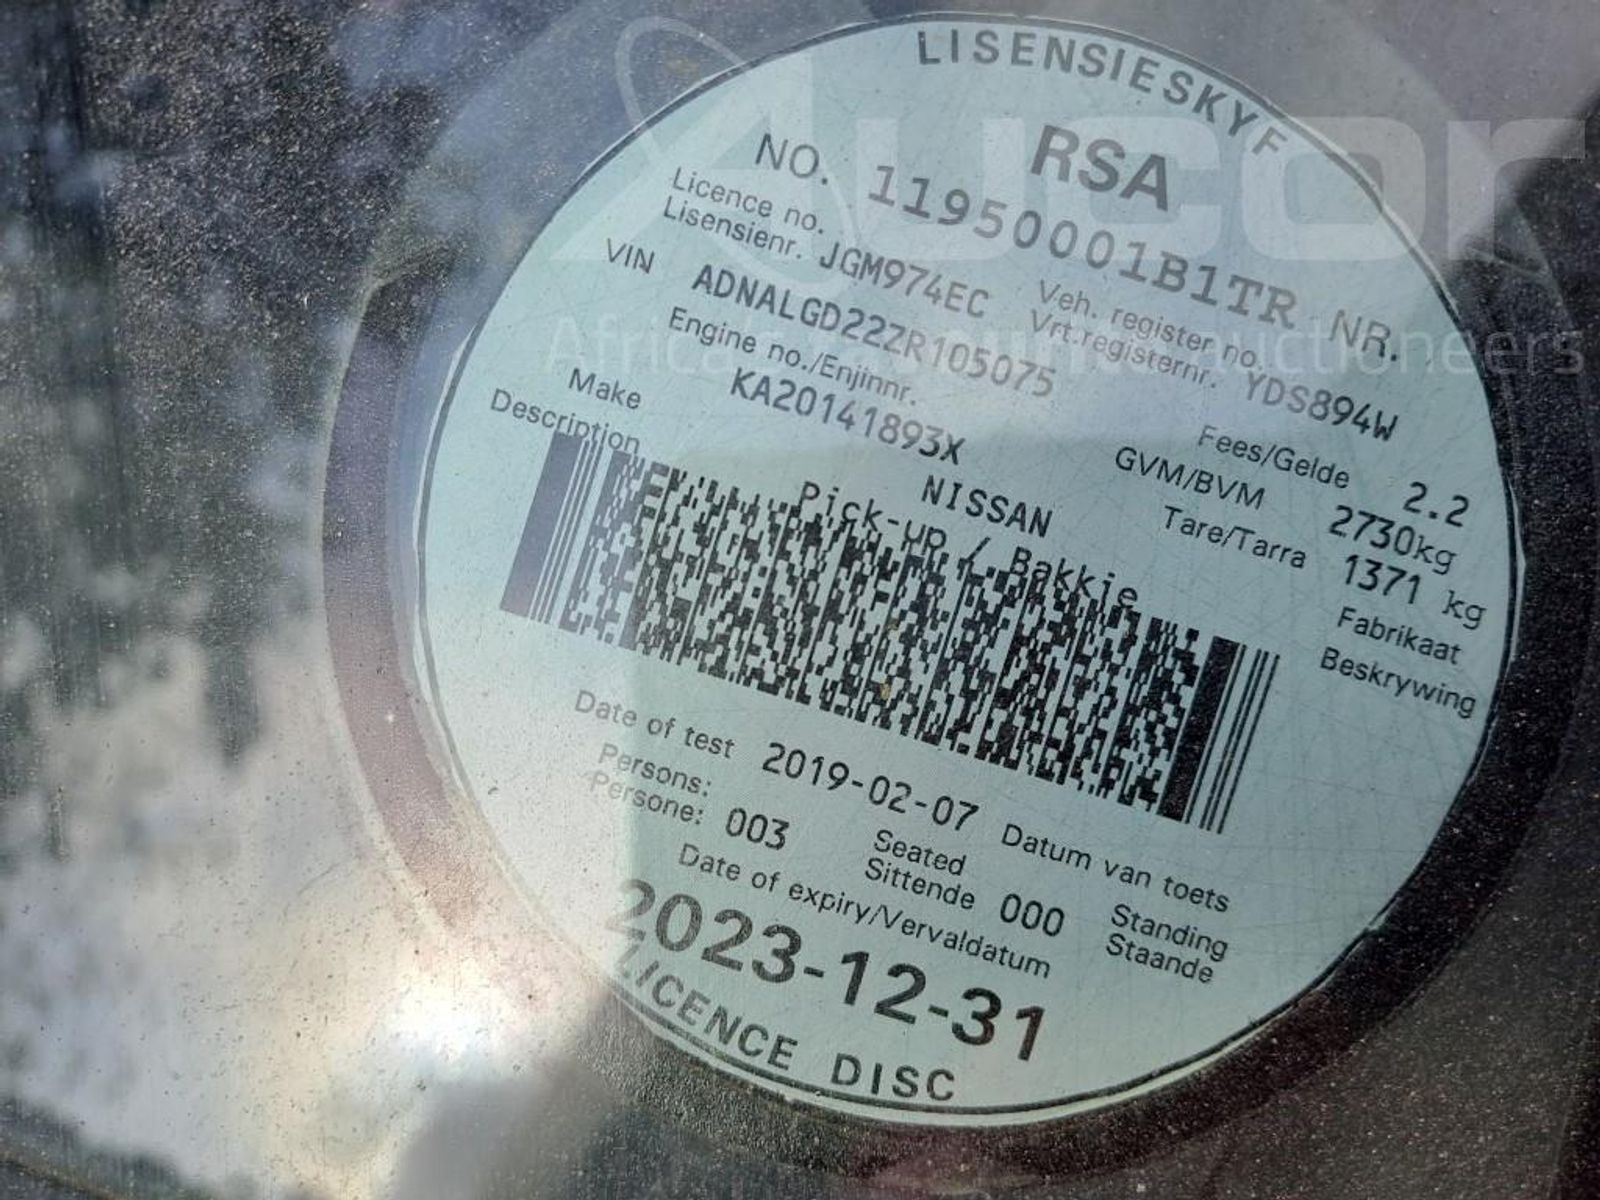 LISENSIESKYF
RSA
NO. 11950001B1TR NR.
Licence no.
Lisensienr. JGM974EC
Veh. register no.
Vrt.registernr. YDS894W
VIN ADNALGD22ZR105075
Engine no./Enjinnr.
KA20141893X
Fees/Gelde 2.2
GVM/BVM 2730kg
Tare/Tarra 1371 kg
Make NISSAN Fabrikaat
Description Pick-up / Bakkie Beskrywing
Date of test 2019-02-07 Datum van toets
Persons:
Persone: 003 Seated
Sittende 000 Standing
Staande
Date of expiry/Vervaldatum
2023-12-31
LICENCE DISC
Aucor
Africa's auctioneers